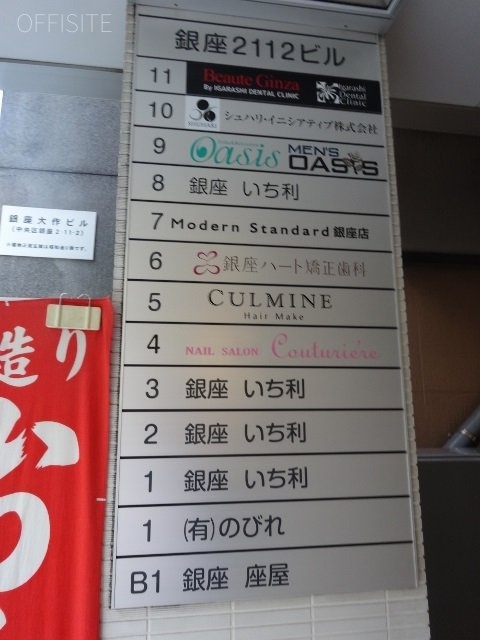 OFFISITE
銀座2112ビル
11 Beaute Ginza
By IGARASHI DENTAL CLINIC
Igarashi
Dental
Clinic
10 シュハリ・イニシアティブ株式会社
9 Oasis MEN'S OASIS
8 銀座 いち利
7 Modern Standard 銀座店
6 銀座ハート矯正歯科
5 CULMINE
Hair Make
4 NAIL SALON Couturière
3 銀座 いち利
2 銀座 いち利
1 銀座 いち利
1 (有)のびれ
B1 銀座 座屋
銀座大作ビル
(中央区銀座2-11-2)
造り